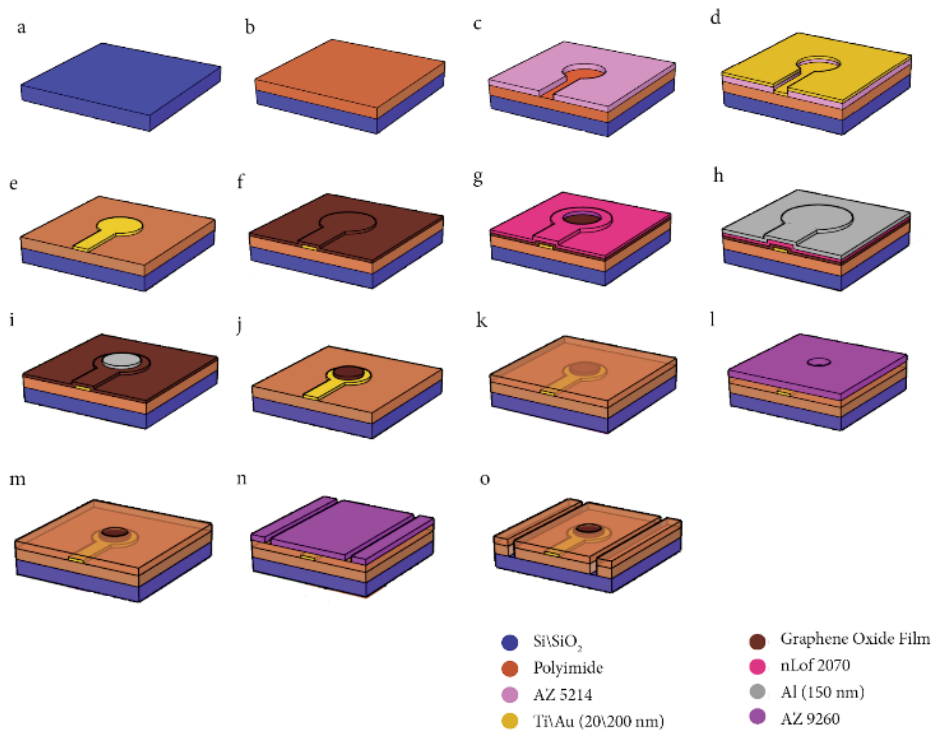 a
b
c
d
e
f
g
h
i
j
k
l
m
n
o
Si\SiO₂
Polyimide
AZ 5214
Ti\Au (20\200 nm)
Graphene Oxide Film
nLof 2070
Al (150 nm)
AZ 9260